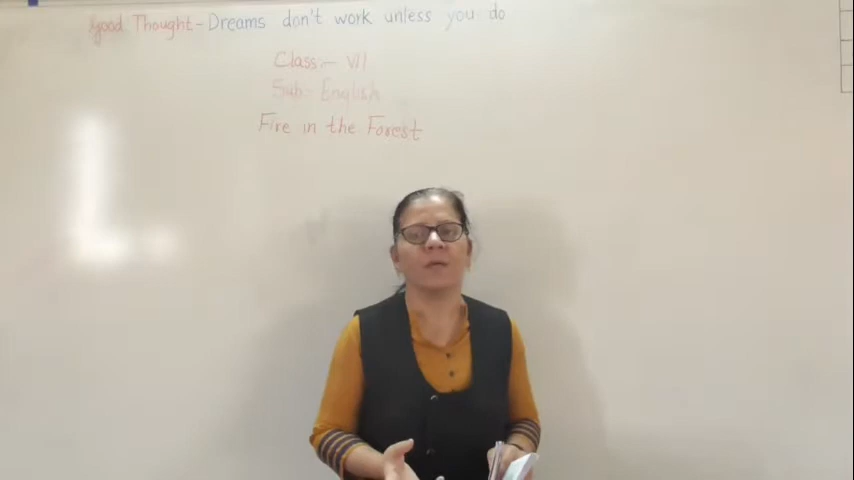 Good Thought - Dreams don't work unless you do
Class :- VI
Sub:- English
Fire in the Forest